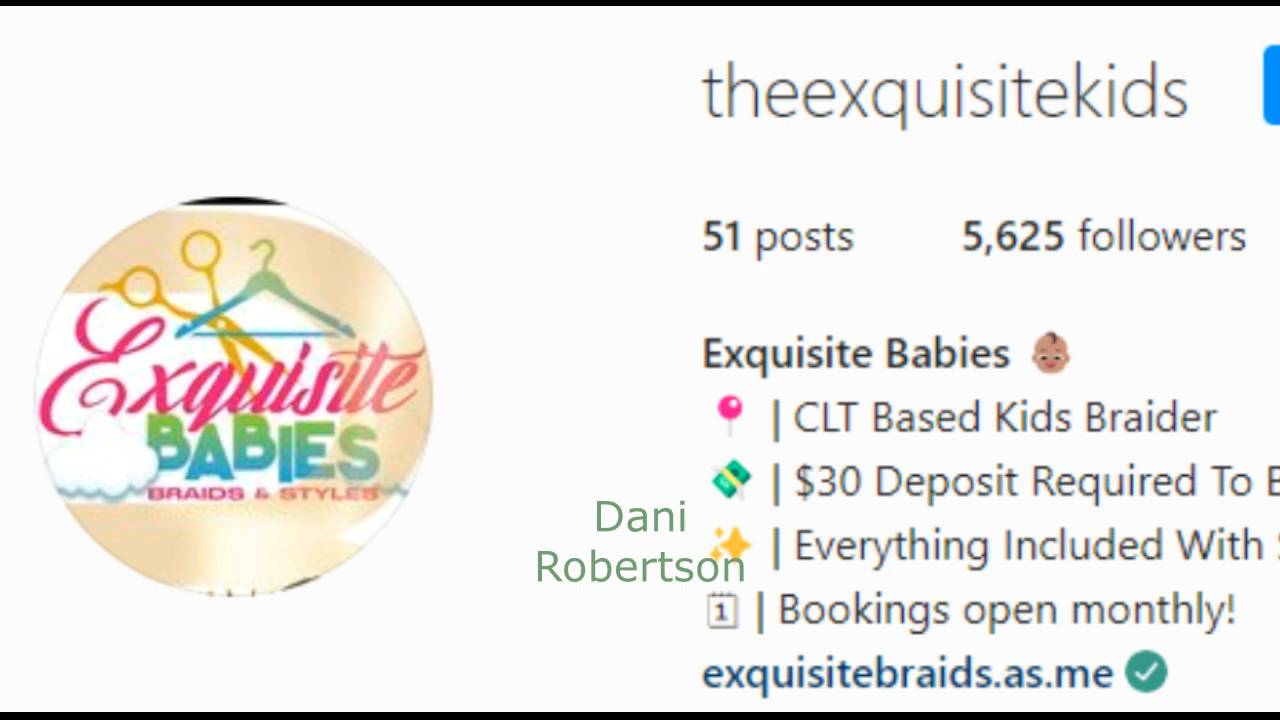 theexquisitekids
51 posts 5,625 followers
Exquisite
BABIES
BRAIDS & STYLES
Exquisite Babies 👶🏽
📍 | CLT Based Kids Braider
💸 | $30 Deposit Required To
✨ | Everything Included With
🗓 | Bookings open monthly!
exquisitebraids.as.me ✅
Dani
Robertson